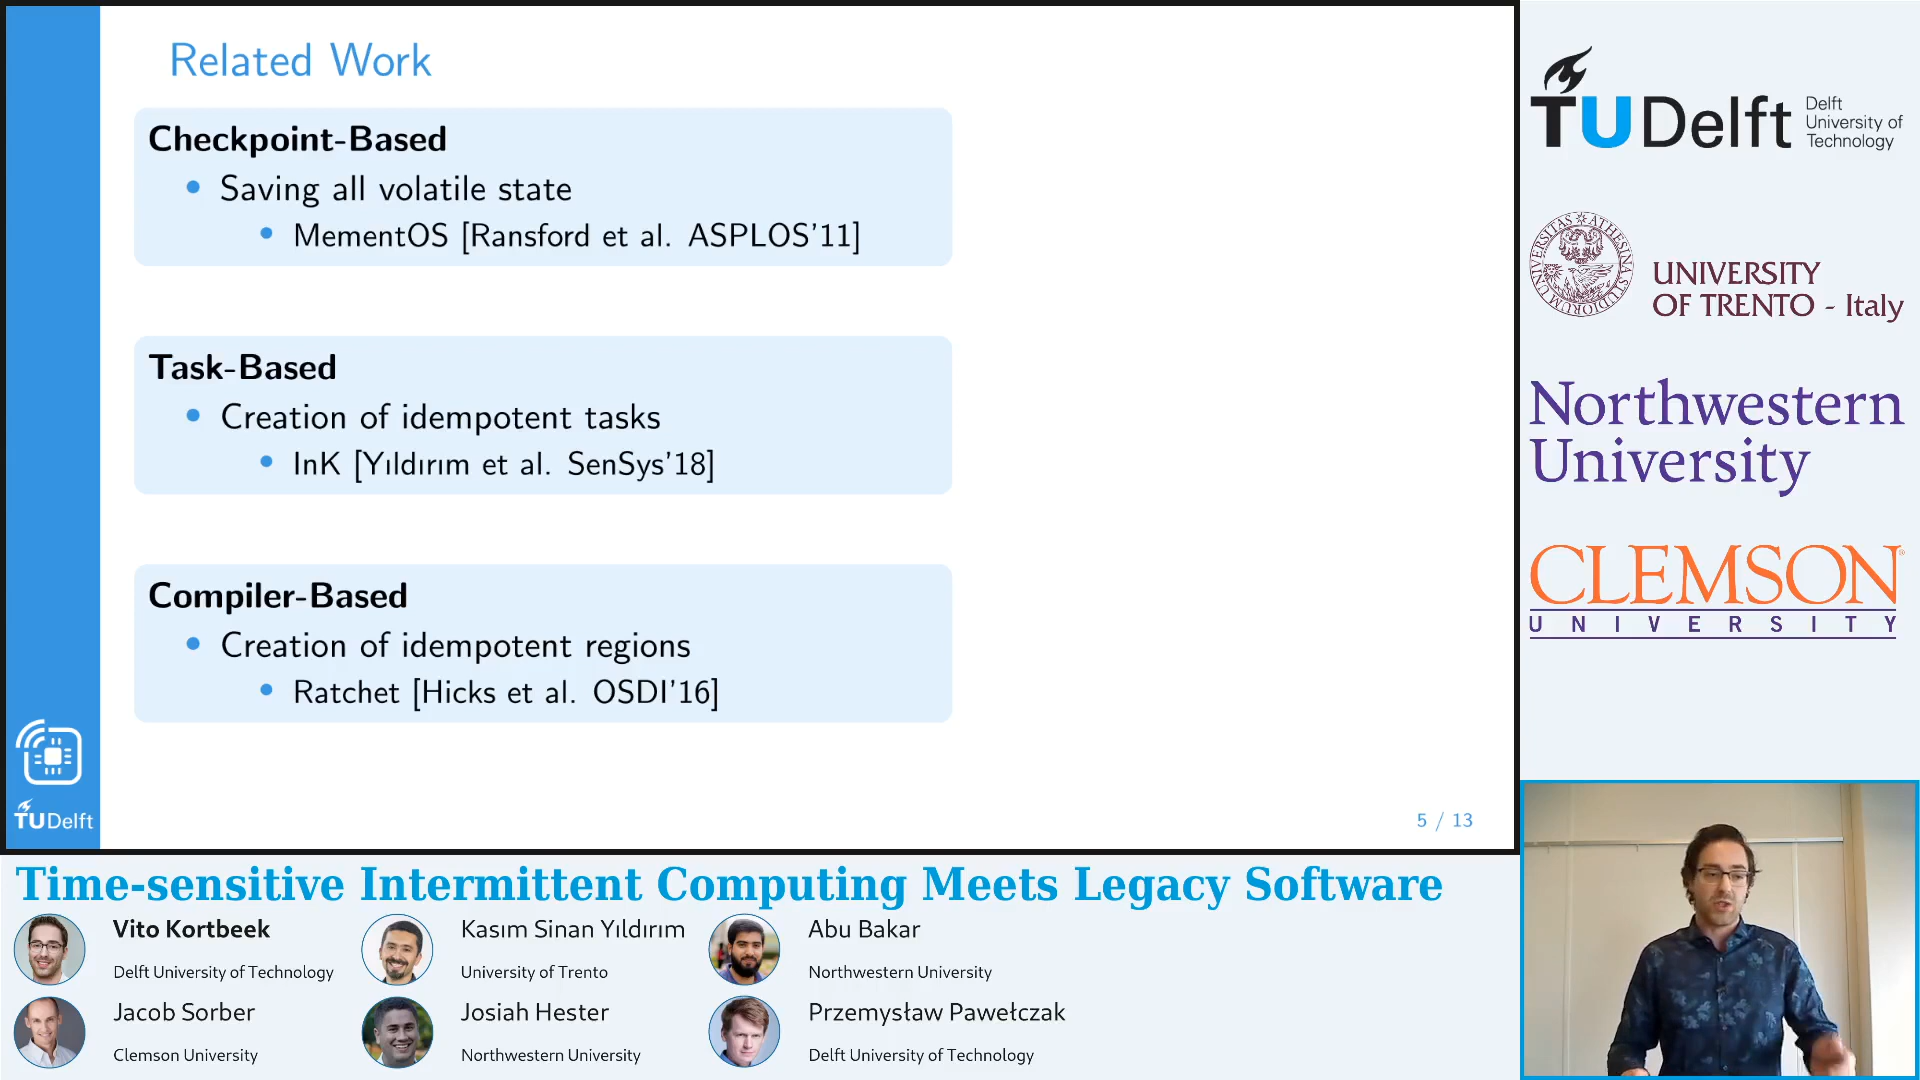 Related Work
Checkpoint-Based
Saving all volatile state
MementOS [Ransford et al. ASPLOS'11]
Task-Based
Creation of idempotent tasks
InK [Yıldırım et al. SenSys'18]
Compiler-Based
Creation of idempotent regions
Ratchet [Hicks et al. OSDI'16]
5 / 13
TUDelft
TUDelft
Delft
University of
Technology
UNIVERSITY
OF TRENTO - Italy
Northwestern
University
CLEMSON
UNIVERSITY
Time-sensitive Intermittent Computing Meets Legacy Software
Vito Kortbeek
Delft University of Technology
Kasım Sinan Yıldırım
University of Trento
Abu Bakar
Northwestern University
Jacob Sorber
Clemson University
Josiah Hester
Northwestern University
Przemysław Pawełczak
Delft University of Technology